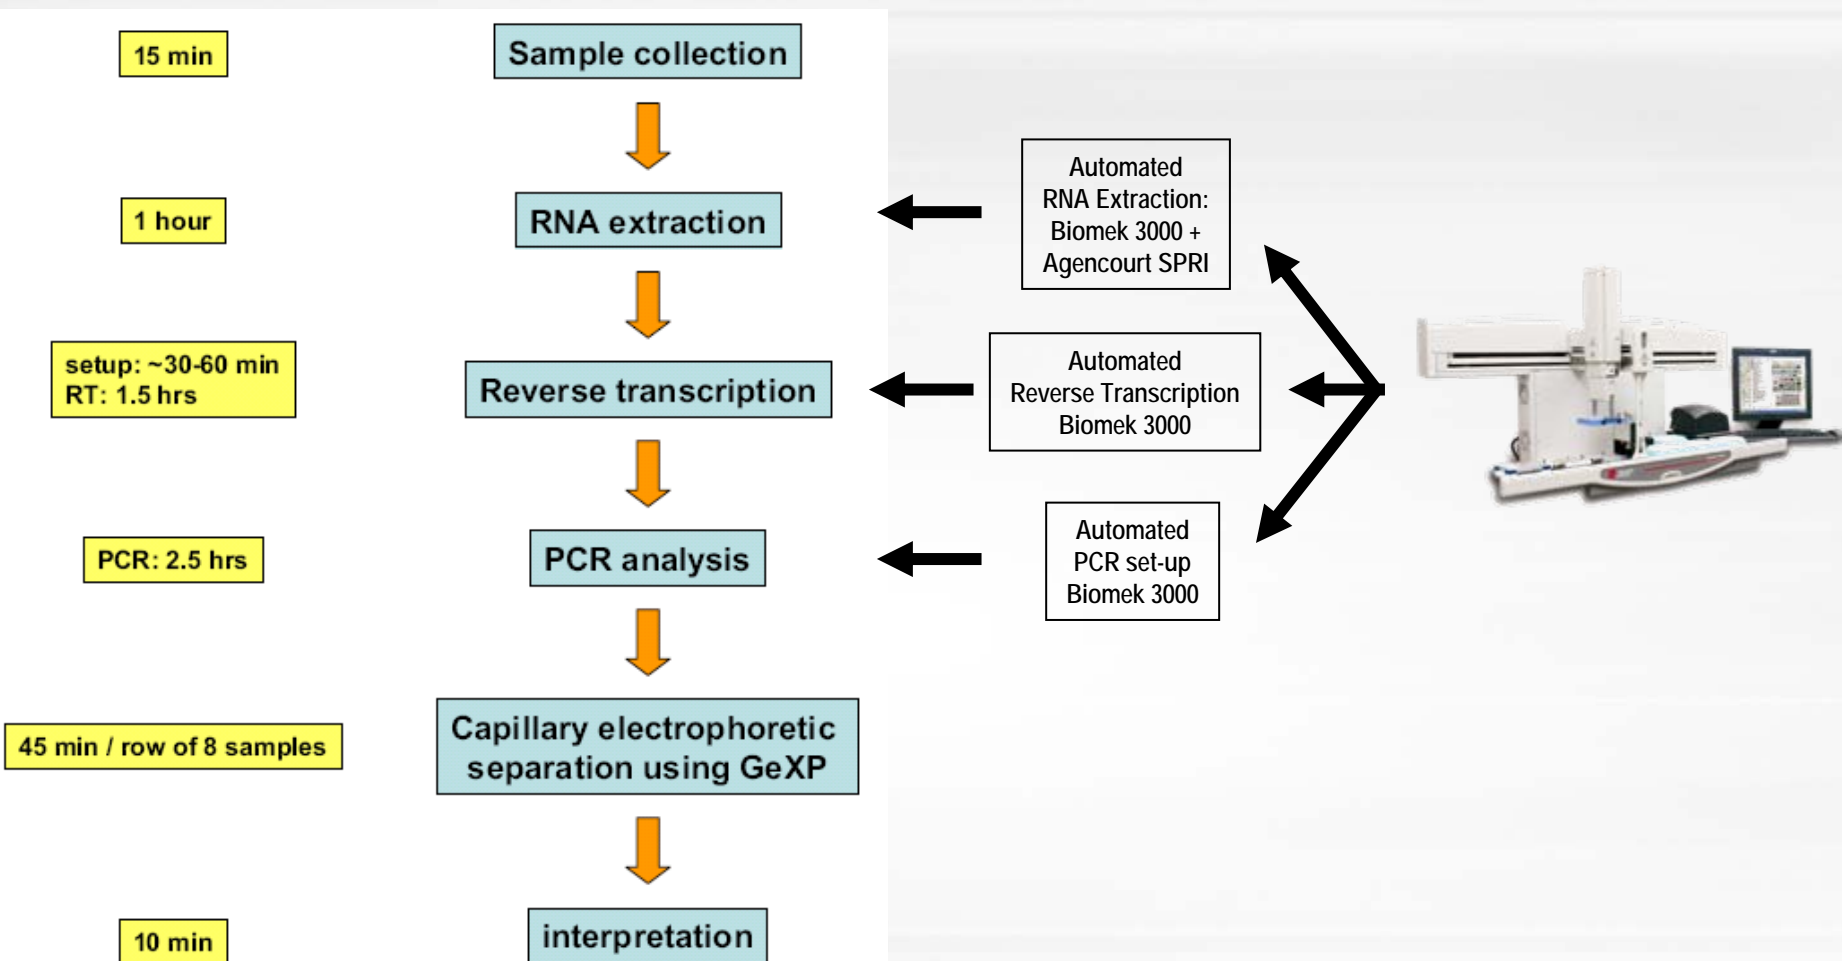 15 min
Sample collection
1 hour
RNA extraction
Automated
RNA Extraction:
Biomek 3000 +
Agencourt SPRI
setup: ~30-60 min
RT: 1.5 hrs
Reverse transcription
Automated
Reverse Transcription
Biomek 3000
PCR: 2.5 hrs
PCR analysis
Automated
PCR set-up
Biomek 3000
45 min / row of 8 samples
Capillary electrophoretic
separation using GeXP
10 min
interpretation